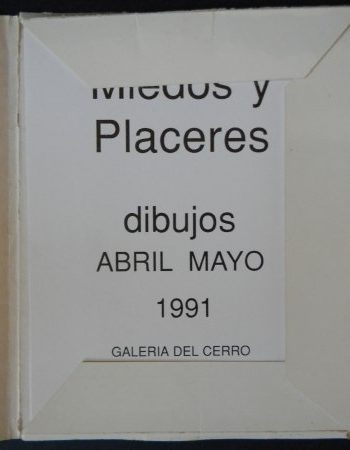 Miedos y
Placeres
dibujos
ABRIL MAYO
1991
GALERIA DEL CERRO